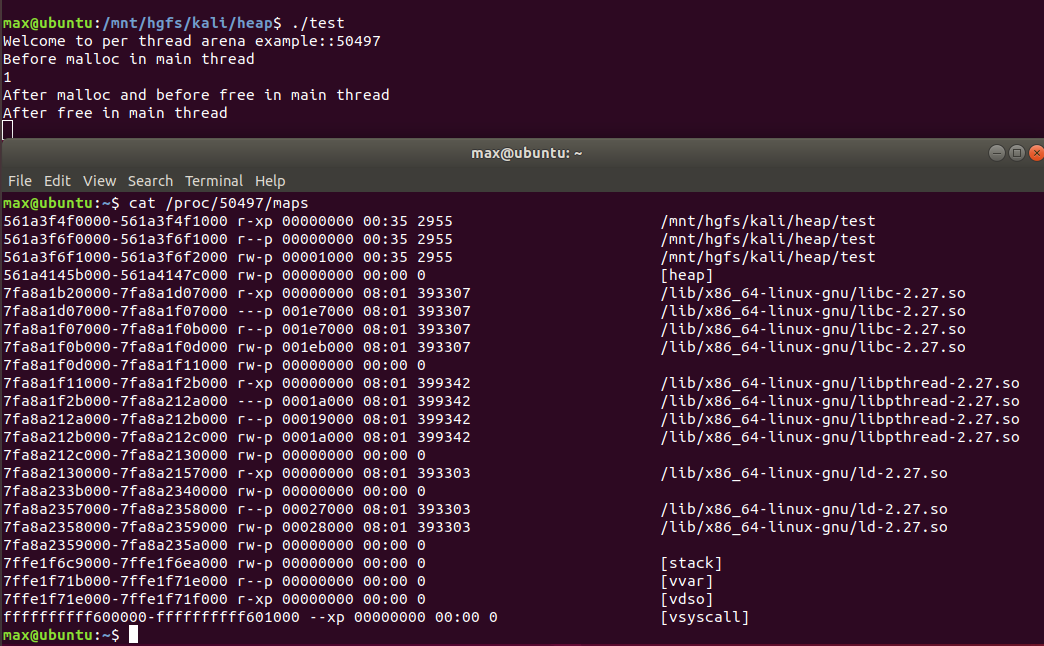 max@ubuntu:/mnt/hgfs/kali/heap$ ./test
Welcome to per thread arena example::50497
Before malloc in main thread
1
After malloc and before free in main thread
After free in main thread
max@ubuntu: ~
File Edit View Search Terminal Help
max@ubuntu:~$ cat /proc/50497/maps
561a3f4f0000-561a3f4f1000 r-xp 00000000 00:35 2955 /mnt/hgfs/kali/heap/test
561a3f6f0000-561a3f6f1000 r--p 00000000 00:35 2955 /mnt/hgfs/kali/heap/test
561a3f6f1000-561a3f6f2000 rw-p 00001000 00:35 2955 /mnt/hgfs/kali/heap/test
561a4145b000-561a4147c000 rw-p 00000000 00:00 0 [heap]
7fa8a1b20000-7fa8a1d07000 r-xp 00000000 08:01 393307 /lib/x86_64-linux-gnu/libc-2.27.so
7fa8a1d07000-7fa8a1f07000 ---p 001e7000 08:01 393307 /lib/x86_64-linux-gnu/libc-2.27.so
7fa8a1f07000-7fa8a1f0b000 r--p 001e7000 08:01 393307 /lib/x86_64-linux-gnu/libc-2.27.so
7fa8a1f0b000-7fa8a1f0d000 rw-p 001eb000 08:01 393307 /lib/x86_64-linux-gnu/libc-2.27.so
7fa8a1f0d000-7fa8a1f11000 rw-p 00000000 00:00 0
7fa8a1f11000-7fa8a1f2b000 r-xp 00000000 08:01 399342 /lib/x86_64-linux-gnu/libpthread-2.27.so
7fa8a1f2b000-7fa8a212a000 ---p 0001a000 08:01 399342 /lib/x86_64-linux-gnu/libpthread-2.27.so
7fa8a212a000-7fa8a212b000 r--p 00019000 08:01 399342 /lib/x86_64-linux-gnu/libpthread-2.27.so
7fa8a212b000-7fa8a212c000 rw-p 0001a000 08:01 399342 /lib/x86_64-linux-gnu/libpthread-2.27.so
7fa8a212c000-7fa8a2130000 rw-p 00000000 00:00 0
7fa8a2130000-7fa8a2157000 r-xp 00000000 08:01 393303 /lib/x86_64-linux-gnu/ld-2.27.so
7fa8a233b000-7fa8a2340000 rw-p 00000000 00:00 0
7fa8a2357000-7fa8a2358000 r--p 00027000 08:01 393303 /lib/x86_64-linux-gnu/ld-2.27.so
7fa8a2358000-7fa8a2359000 rw-p 00028000 08:01 393303 /lib/x86_64-linux-gnu/ld-2.27.so
7fa8a2359000-7fa8a235a000 rw-p 00000000 00:00 0
7ffe1f6c9000-7ffe1f6ea000 rw-p 00000000 00:00 0 [stack]
7ffe1f71b000-7ffe1f71e000 r--p 00000000 00:00 0 [vvar]
7ffe1f71e000-7ffe1f71f000 r-xp 00000000 00:00 0 [vdso]
ffffffffff600000-ffffffffff601000 --xp 00000000 00:00 0 [vsyscall]
max@ubuntu:~$